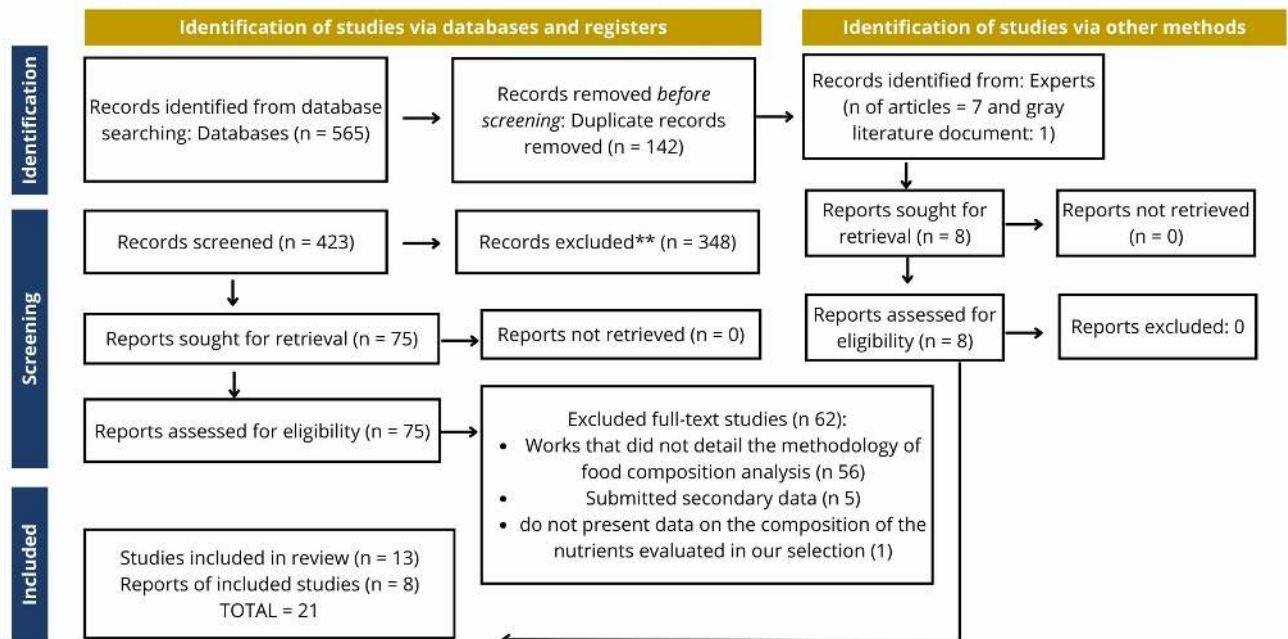 Identification of studies via databases and registers
Identification of studies via other methods
Identification
Records identified from database
searching: Databases (n = 565)
Records removed before
screening: Duplicate records
removed (n = 142)
Records identified from: Experts
(n of articles = 7 and gray
literature document: 1)
Reports sought for
retrieval (n = 8)
Reports not retrieved
(n = 0)
Screening
Records screened (n = 423)
Records excluded** (n = 348)
Reports sought for retrieval (n = 75)
Reports not retrieved (n = 0)
Reports assessed for
eligibility (n = 8)
Reports excluded: 0
Reports assessed for eligibility (n = 75)
Excluded full-text studies (n 62):
• Works that did not detail the methodology of
food composition analysis (n 56)
• Submitted secondary data (n 5)
• do not present data on the composition of the
nutrients evaluated in our selection (1)
Included
Studies included in review (n = 13)
Reports of included studies (n = 8)
TOTAL = 21